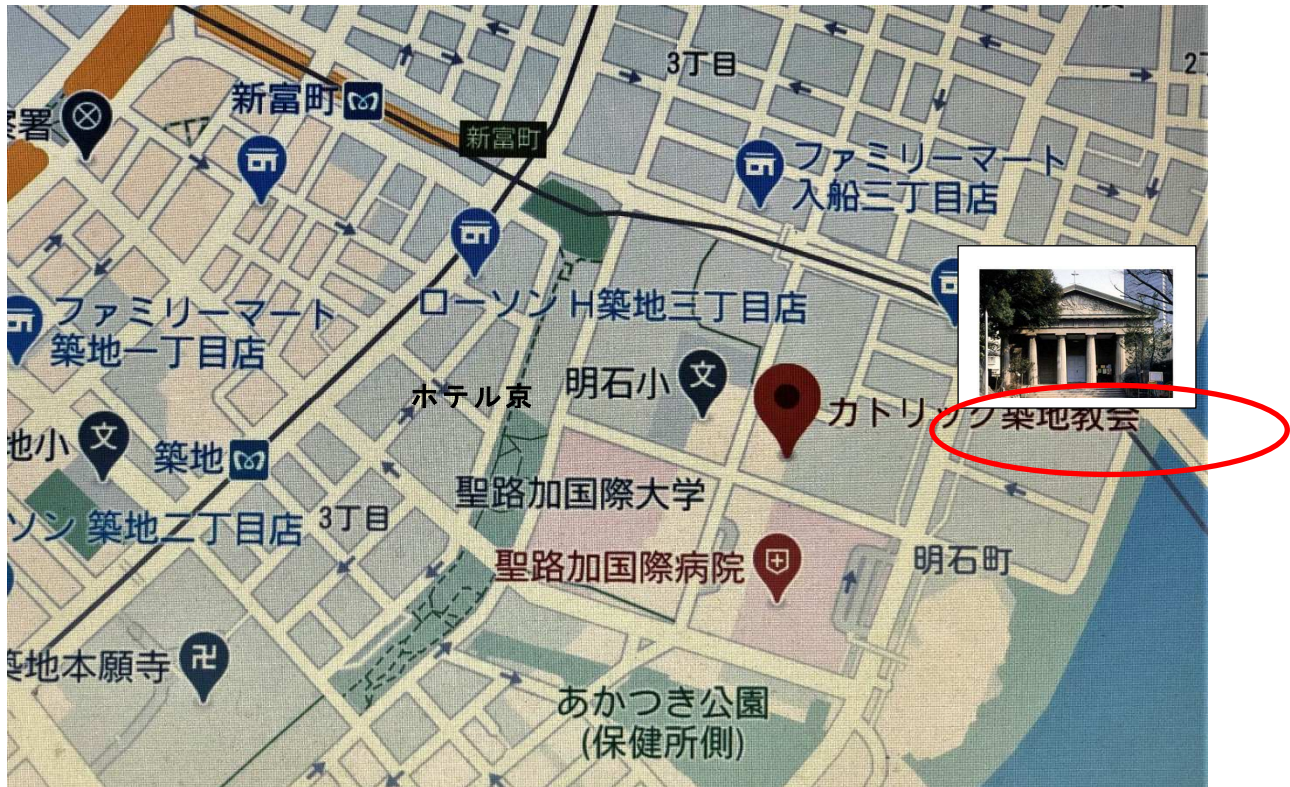 3丁目
2丁
新富町
新富町
署
ファミリーマート
入船三丁目店
ローソン H築地三丁目店
ファミリーマート
築地一丁目店
ホテル京
明石小
カトリック築地教会
地小
築地
聖路加国際大学
ソン 築地二丁目店
3丁目
聖路加国際病院
明石町
築地本願寺
あかつき公園
(保健所側)